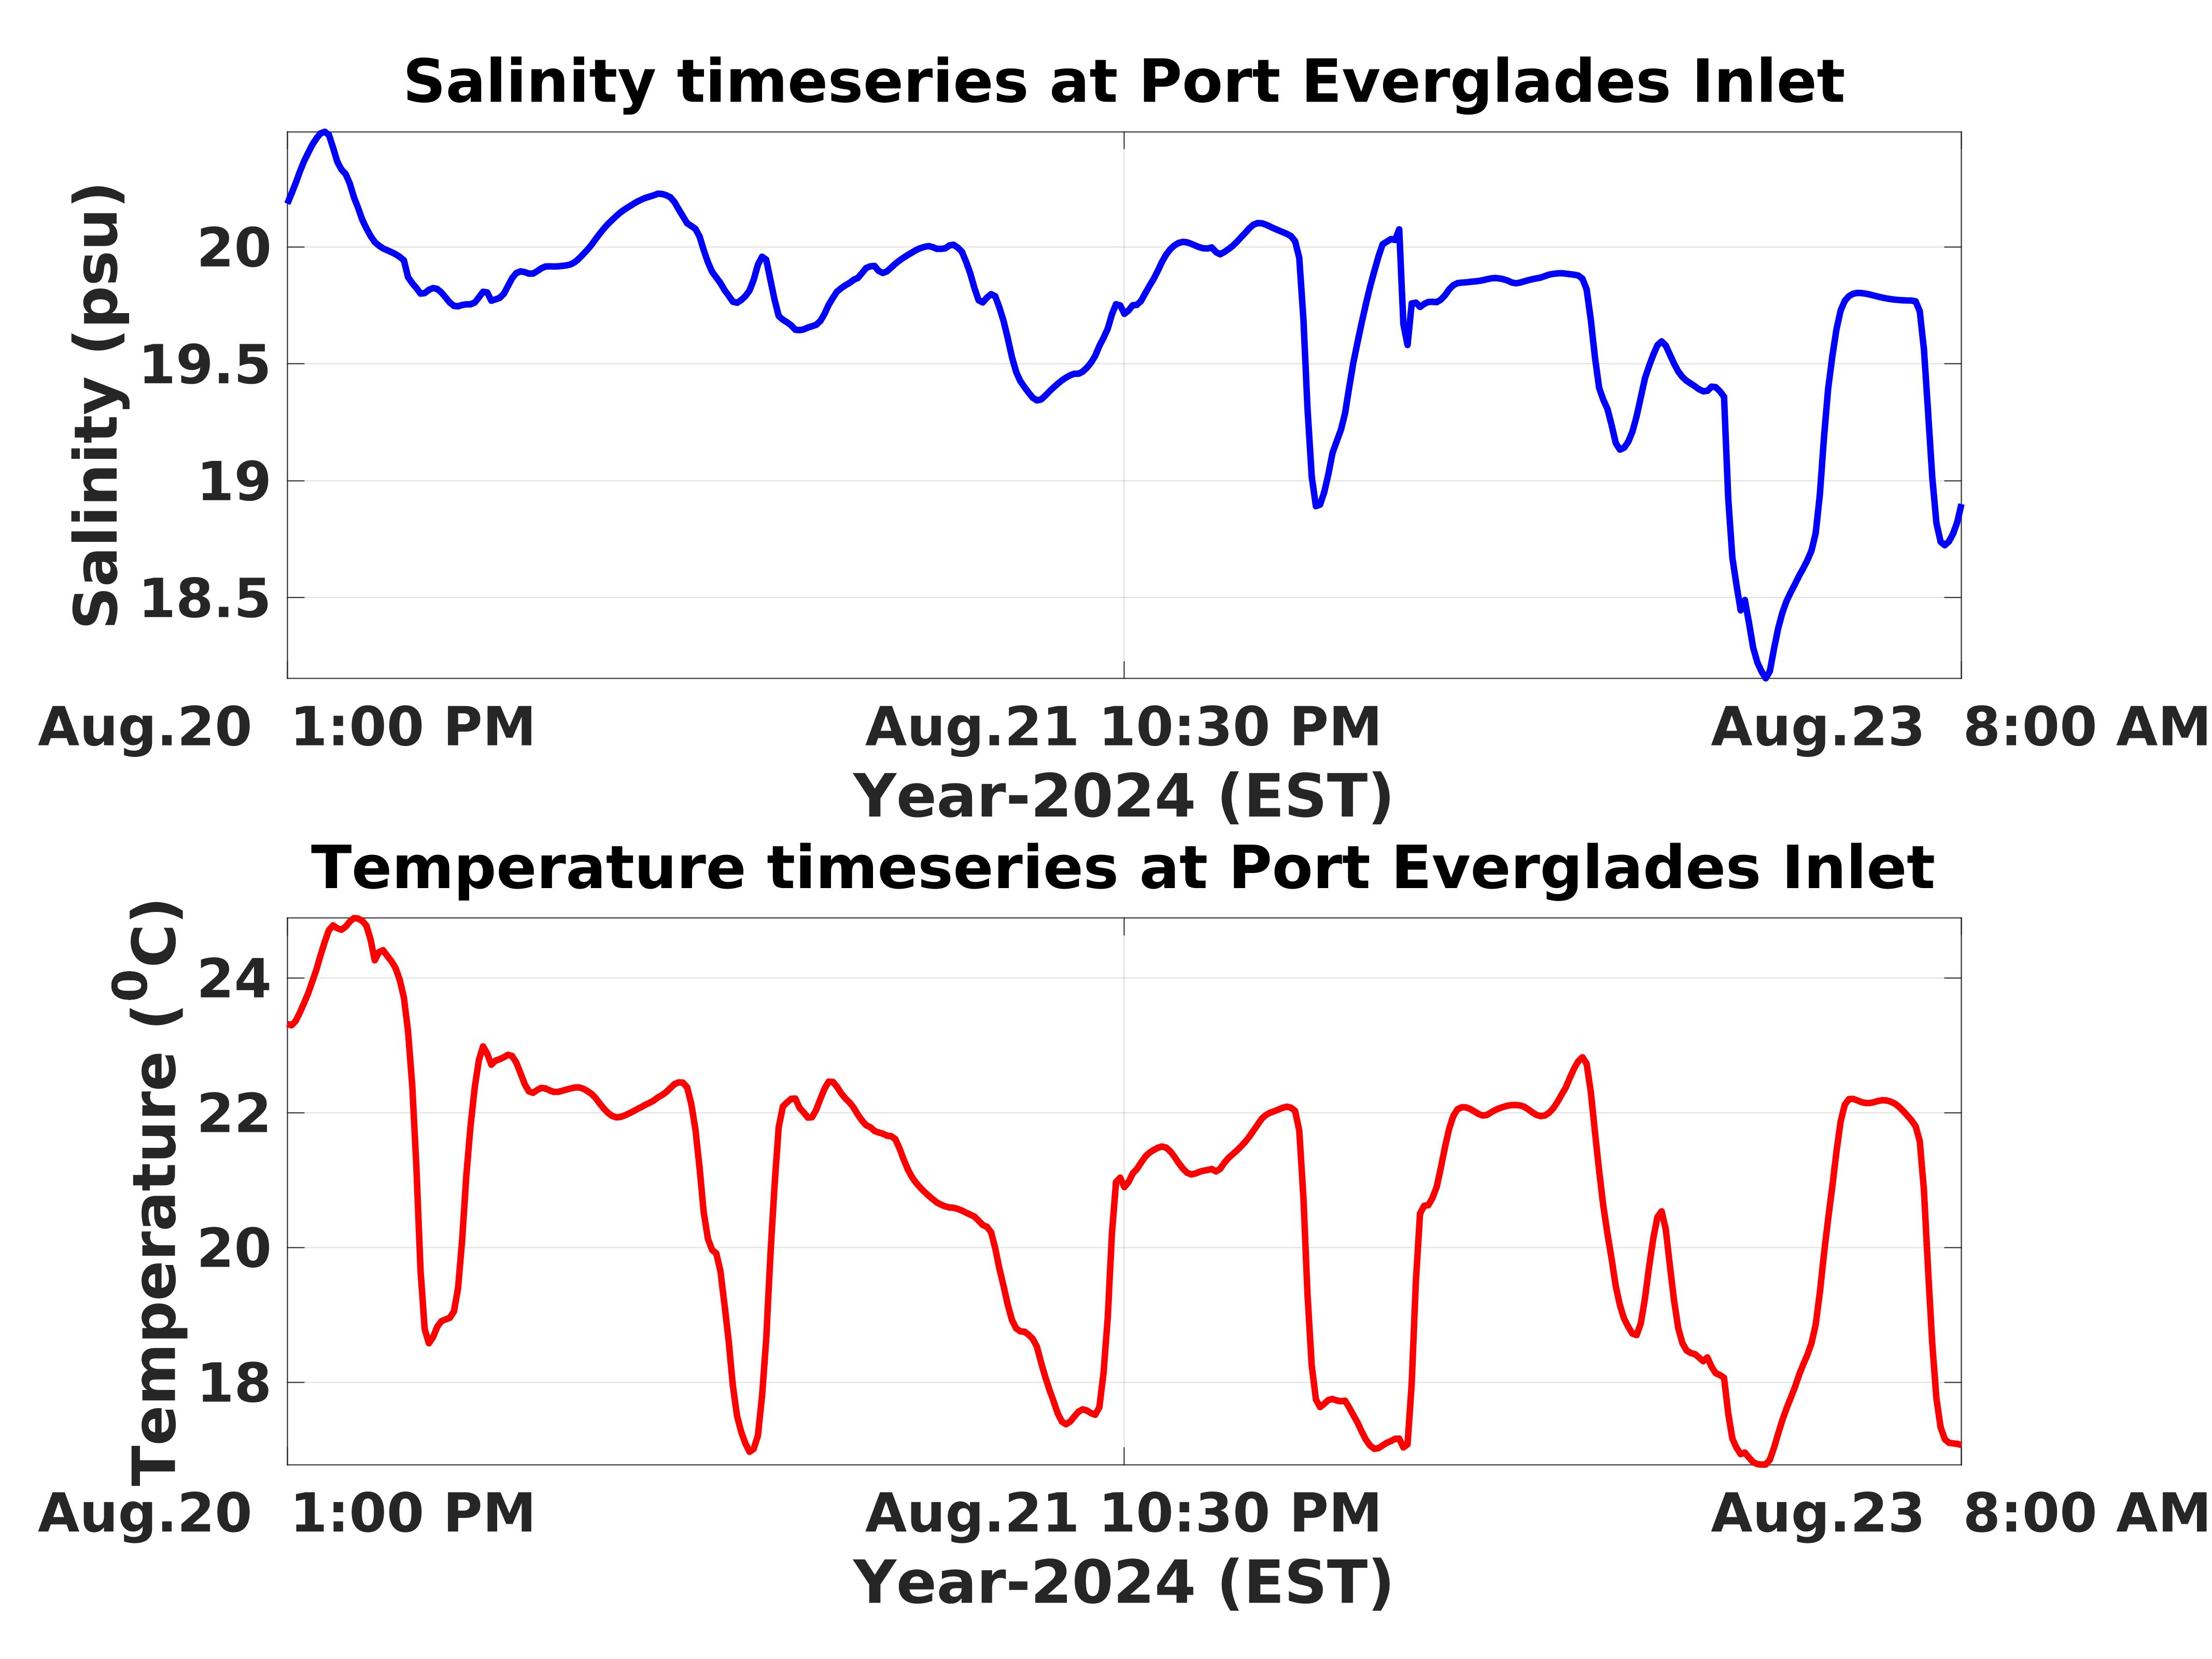 Salinity timeseries at Port Everglades Inlet
Salinity (psu)
20
19.5
19
18.5
Aug.20  1:00 PM
Aug.21 10:30 PM
Aug.23  8:00 AM
Year-2024 (EST)
Temperature timeseries at Port Everglades Inlet
Temperature (⁰C)
24
22
20
18
Aug.20  1:00 PM
Aug.21 10:30 PM
Aug.23  8:00 AM
Year-2024 (EST)